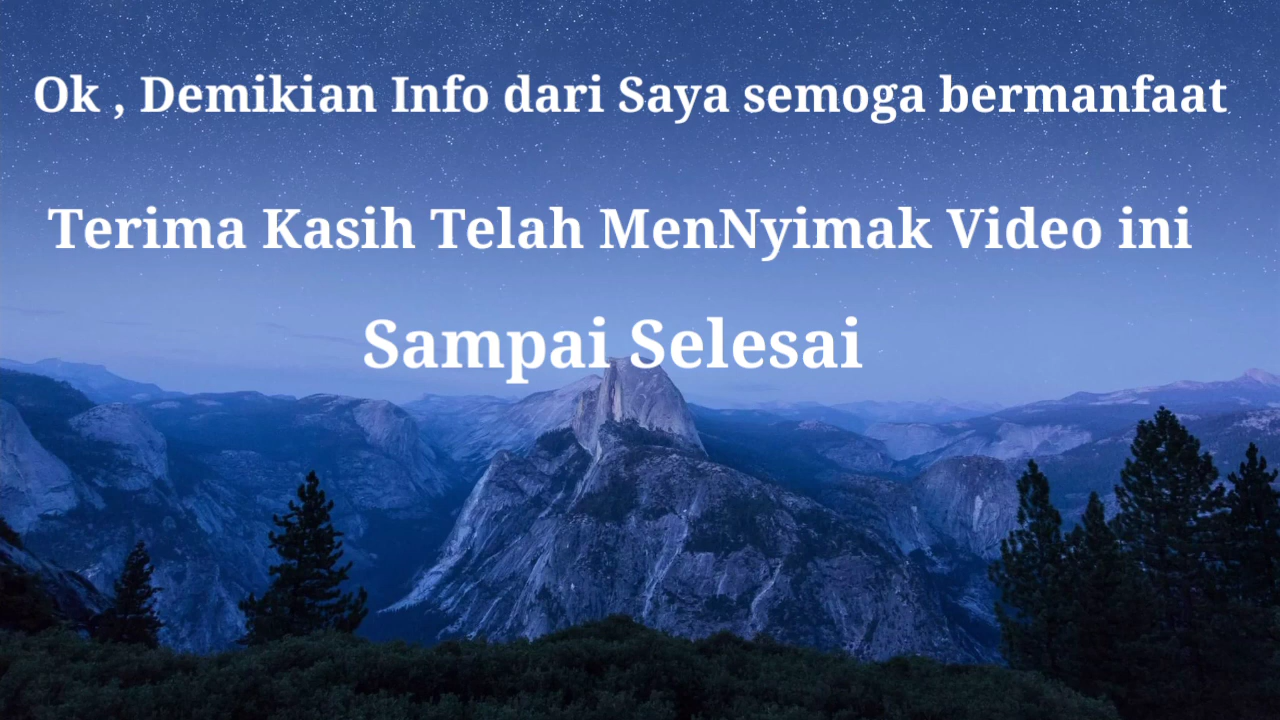 Ok , Demikian Info dari Saya semoga bermanfaat
Terima Kasih Telah MenNyimak Video ini
Sampai Selesai